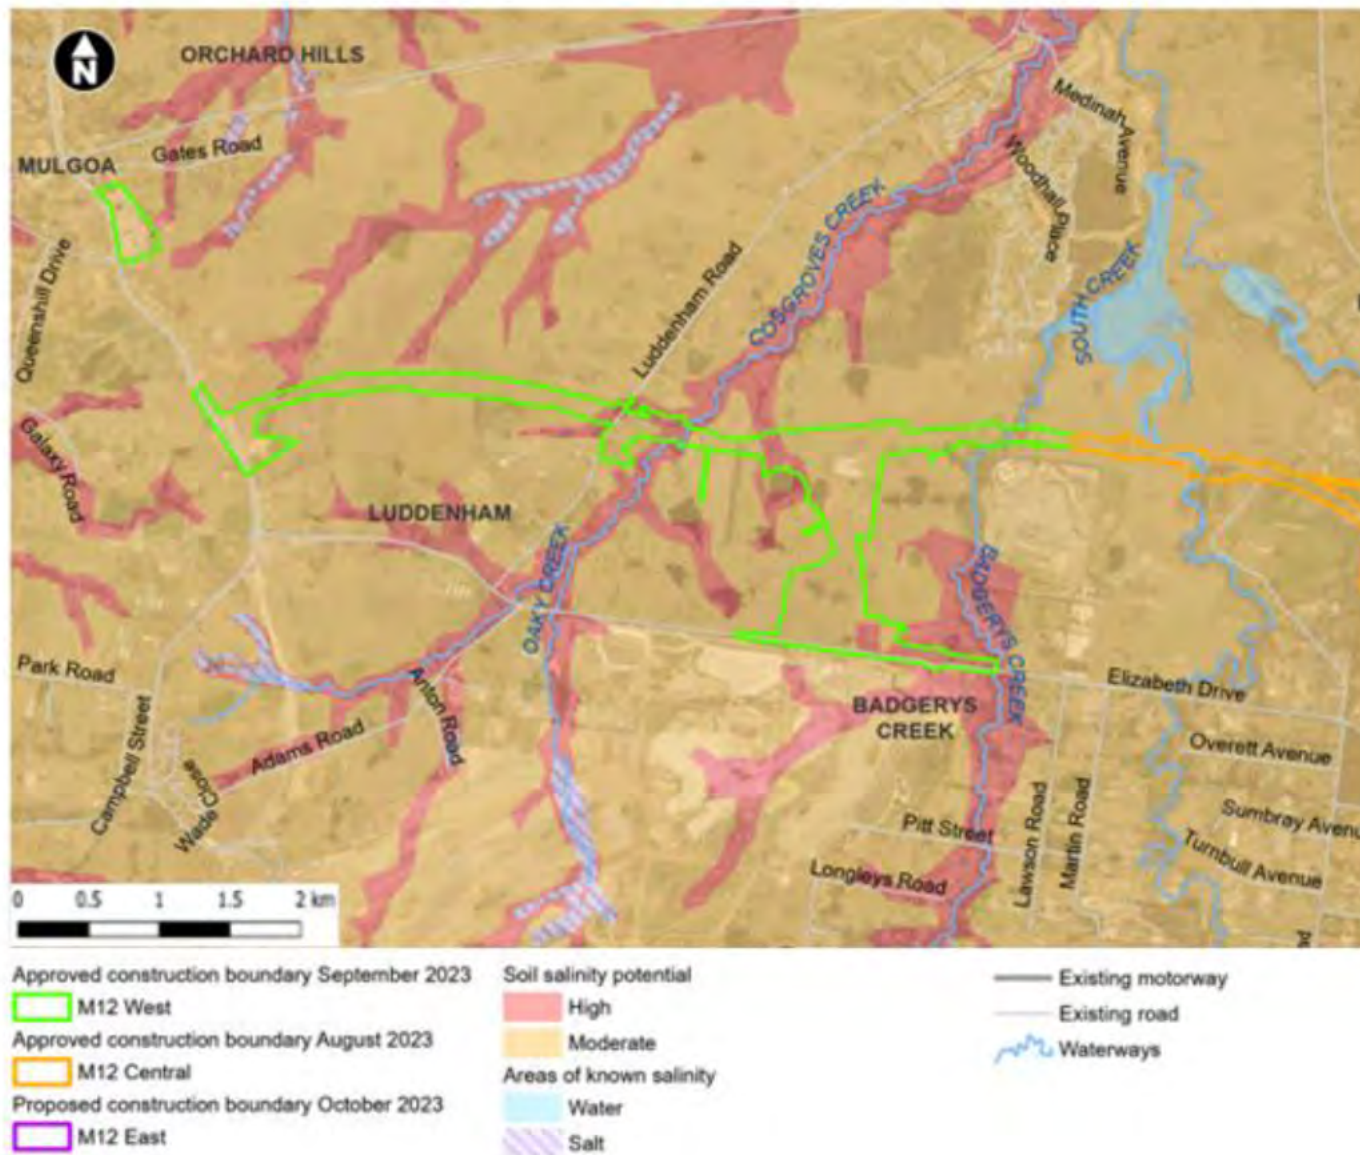 N
ORCHARD HILLS
MULGOA
Gates Road
Medinah Avenue
Woodhall Place
Queenshill Drive
Luddenham Road
COSGROVES CREEK
SOUTH CREEK
Galaxy Road
LUDDENHAM
OAKY CREEK
BADGERYS CREEK
Park Road
Anton Road
Elizabeth Drive
BADGERYS
CREEK
Campbell Street
Adams Road
Overett Avenue
Wade Close
Pitt Street
Lawson Road
Martin Road
Sumbray Avenu
Turnbull Avenue
Longleys Road
0 0.5 1 1.5 2 km
Approved construction boundary September 2023
M12 West
Approved construction boundary August 2023
M12 Central
Proposed construction boundary October 2023
M12 East
Soil salinity potential
High
Moderate
Areas of known salinity
Water
Salt
Existing motorway
Existing road
Waterways